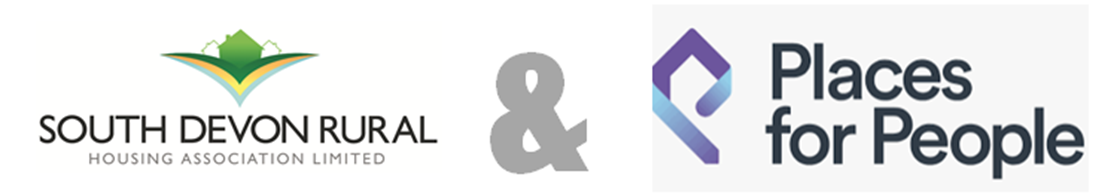 SOUTH DEVON RURAL
HOUSING ASSOCIATION LIMITED
&
Places
for People